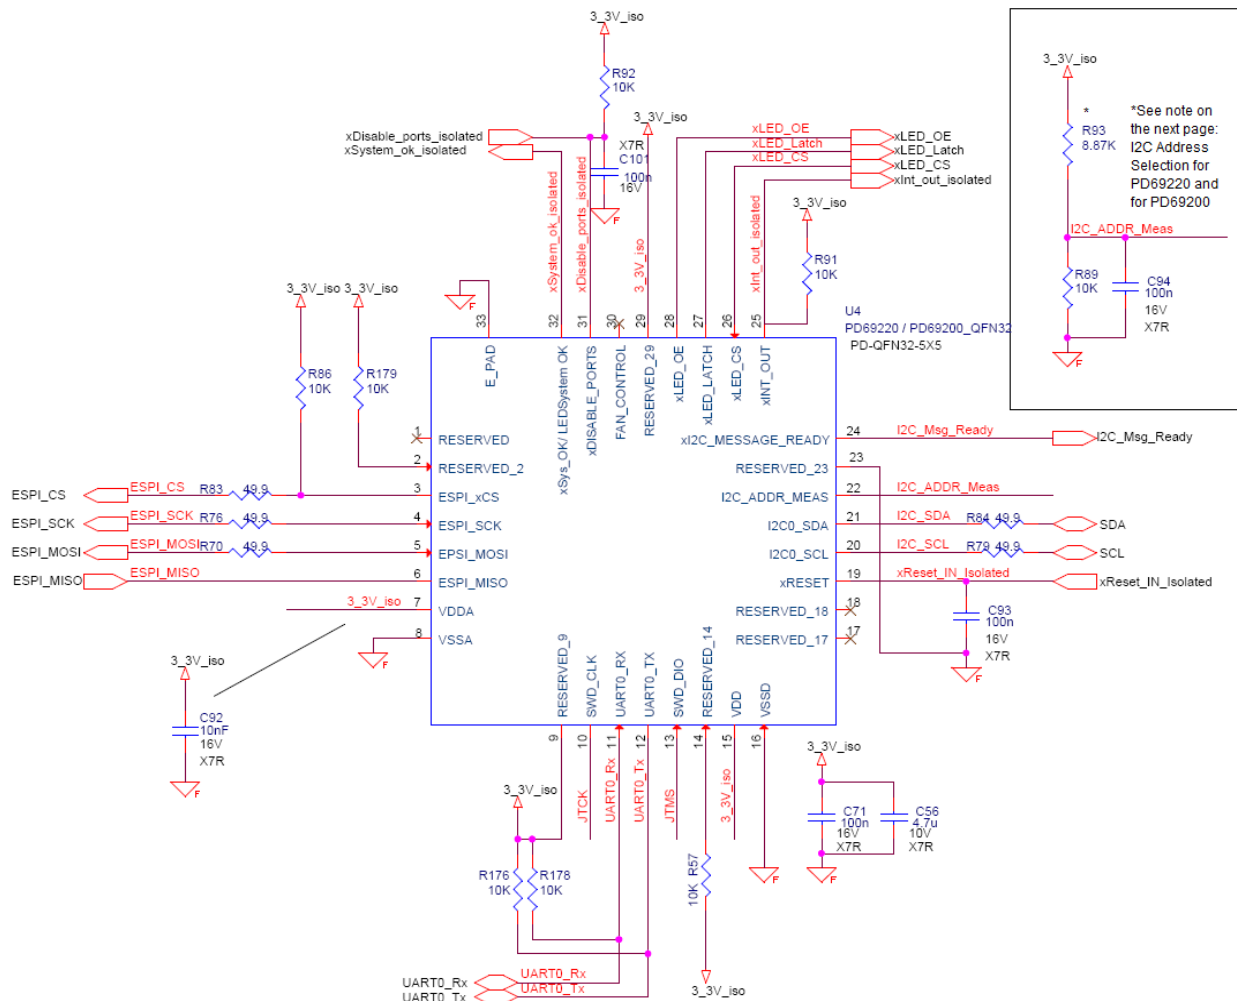 3_3V_iso
R92
10K
xDisable_ports_isolated
xSystem_ok_isolated
X7R
C101
100n
16V
F
3_3V_iso
xLED_OE
xLED_Latch
xLED_CS
xLED_OE
xLED_Latch
xLED_CS
xInt_out_isolated
xSystem_ok_isolated
xDisable_ports_isolated
3_3V_iso
xInt_out_isolated
R91
10K
3_3V_iso
*
R93
8.87K
*See note on
the next page:
I2C Address
Selection for
PD69220 and
for PD69200
I2C_ADDR_Meas
R89
10K
C94
100n
16V
X7R
F
F
3_3V_iso
3_3V_iso
R86
10K
R179
10K
33
32
31
30
29
28
27
26
25
U4
PD69220 / PD69200_QFN32
PD-QFN32-5X5
E_PAD
xSys_OK/ LEDSystem OK
xDISABLE_PORTS
FAN_CONTROL
RESERVED_29
xLED_OE
xLED_LATCH
xLED_CS
xINT_OUT
1
RESERVED
2
RESERVED_2
ESPI_CS
ESPI_CS
R83
49.9
3
ESPI_xCS
ESPI_SCK
ESPI_SCK
R76
49.9
4
ESPI_SCK
ESPI_MOSI
ESPI_MOSI
R70
49.9
5
EPSI_MOSI
ESPI_MISO
ESPI_MISO
6
ESPI_MISO
3_3V_iso
7
VDDA
8
VSSA
F
xI2C_MESSAGE_READY
24
I2C_Msg_Ready
I2C_Msg_Ready
RESERVED_23
23
I2C_ADDR_MEAS
22
I2C_ADDR_Meas
I2C0_SDA
21
I2C_SDA
R84
49.9
SDA
I2C0_SCL
20
I2C_SCL
R79
49.9
SCL
xRESET
19
xReset_IN_Isolated
xReset_IN_Isolated
RESERVED_18
18
RESERVED_17
17
C93
100n
16V
X7R
F
3_3V_iso
C92
10nF
16V
X7R
F
RESERVED_9
SWD_CLK
UART0_RX
UART0_TX
SWD_DIO
RESERVED_14
VDD
VSSD
9
10
11
12
13
14
15
16
JTCK
UART0_Rx
UART0_Tx
JTMS
3_3V_iso
3_3V_iso
R176
10K
R178
10K
10K R57
3_3V_iso
F
3_3V_iso
C71
100n
16V
X7R
C56
4.7u
10V
X7R
F
UART0_Rx
UART0_Rx
UART0_Tx
UART0_Tx